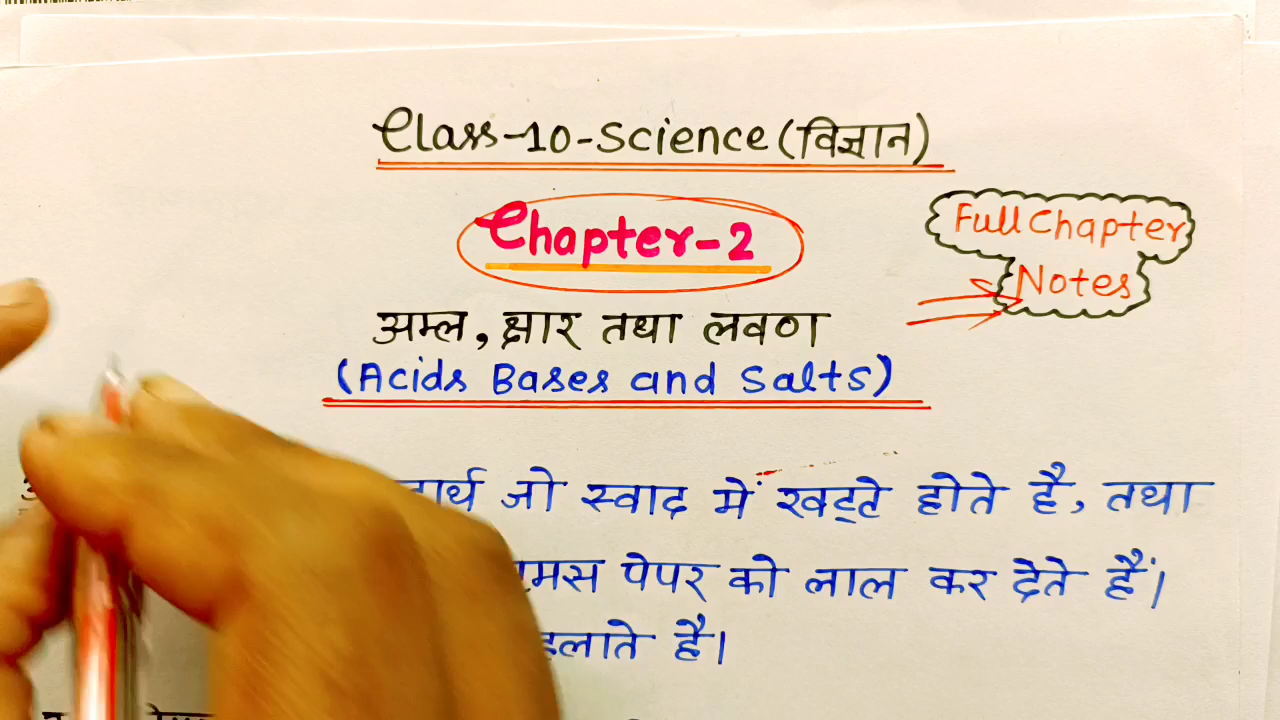 Class-10-Science (विज्ञान)
Chapter-2
Full Chapter
Notes
अम्ल, क्षार तथा लवण
(Acids Bases and Salts)
जो स्वाद में खट्टे होते है, तथा
पेपर को लाल कर देते हैं।
है।